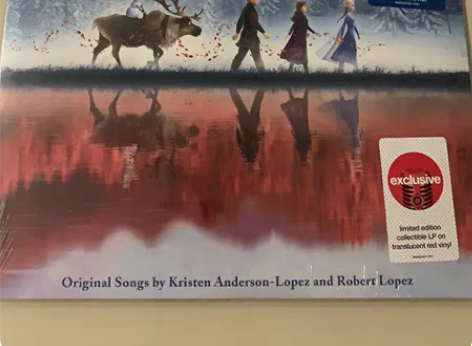 exclusive
limited edition
collectible LP on
translucent red vinyl
Original Songs by Kristen Anderson-Lopez and Robert Lopez